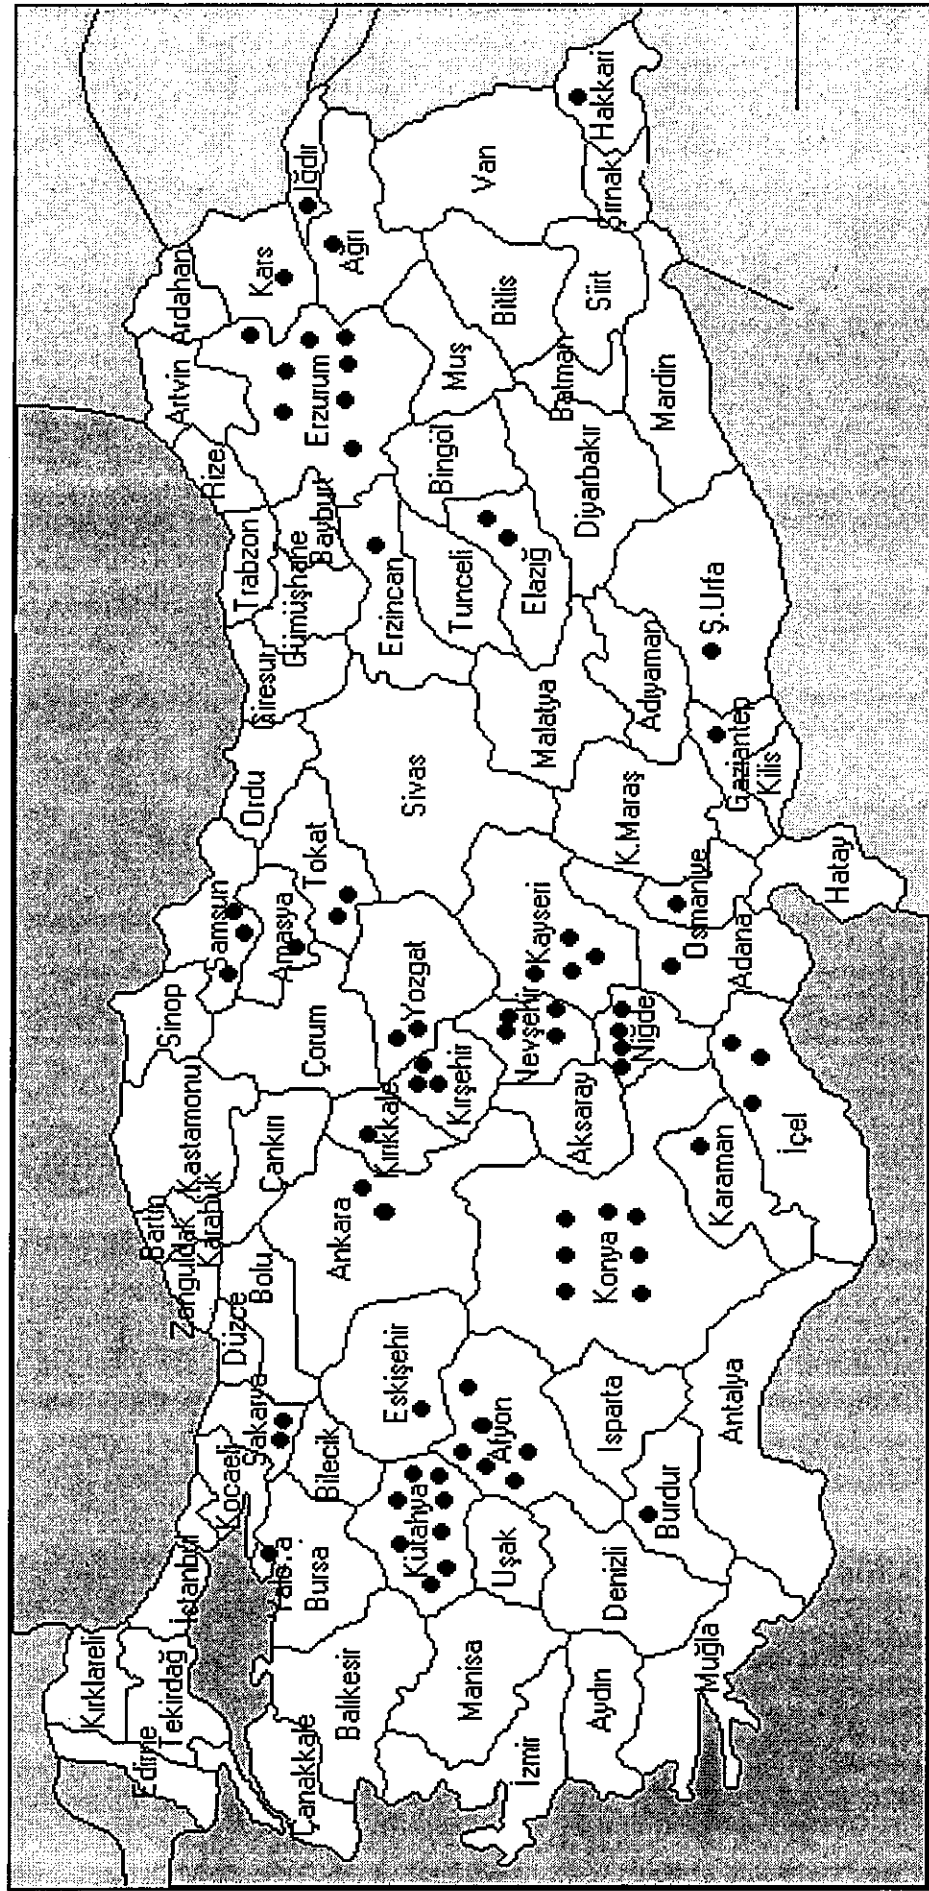 Kırklareli
Edirne
Tekirdağ
İstanbul
Kocaeli
Yalova
Sakarya
Düzce
Zonguldak
Bartın
Karabük
Bolu
Kastamonu
Çankırı
Sinop
Çorum
Samsun
Amasya
Tokat
Ordu
Giresun
Gümüşhane
Trabzon
Bayburt
Rize
Artvin
Ardahan
Kars
Iğdır
Ağrı
Erzurum
Erzincan
Çanakkale
Balıkesir
Bursa
Bilecik
Eskişehir
Kütahya
Ankara
Kırıkkale
Kırşehir
Yozgat
Sivas
Tunceli
Bingöl
Muş
Elazığ
Bitlis
Van
Manisa
Uşak
Afyon
İzmir
Aydın
Denizli
Isparta
Burdur
Muğla
Antalya
Konya
Aksaray
Nevşehir
Niğde
Kayseri
Karaman
İçel
Adana
Osmaniye
K.Maraş
Malatya
Adıyaman
Gaziantep
Kilis
Hatay
Ş.Urfa
Diyarbakır
Batman
Mardin
Siirt
Şırnak
Hakkari